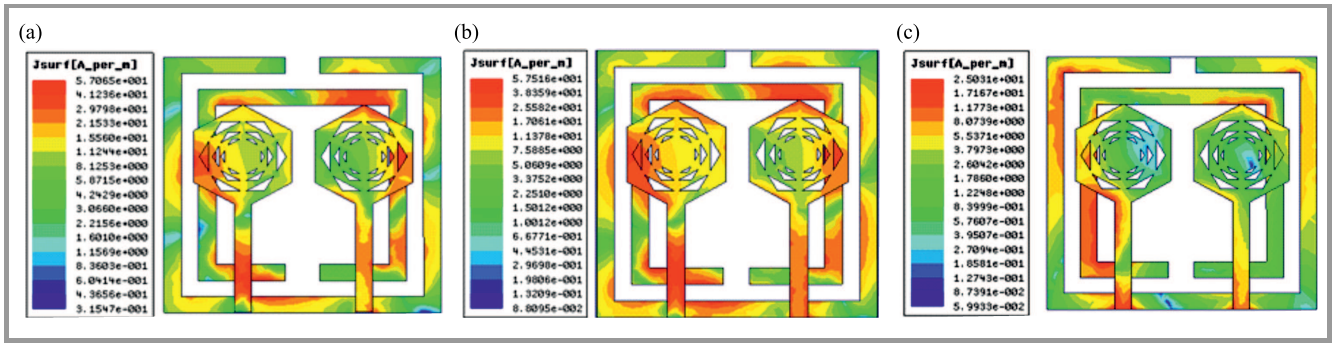 (a)
Jsurf[A_per_m]
5.7065e+001
4.1236e+001
2.9798e+001
2.1533e+001
1.5560e+001
1.1244e+001
8.1253e+000
5.8715e+000
4.2429e+000
3.0660e+000
2.2156e+000
1.6010e+000
1.1569e+000
8.3603e-001
6.0414e-001
4.3656e-001
3.1547e-001
(b)
Jsurf[A_per_m]
5.7516e+001
3.8359e+001
2.5582e+001
1.7061e+001
1.1378e+001
7.5885e+000
5.0609e+000
3.3752e+000
2.2510e+000
1.5012e+000
1.0012e+000
6.6771e-001
4.4531e-001
2.9698e-001
1.9806e-001
1.3209e-001
8.8095e-002
(c)
Jsurf[A_per_m]
2.5031e+001
1.7167e+001
1.1773e+001
8.0739e+000
5.5371e+000
3.7973e+000
2.6042e+000
1.7860e+000
1.2248e+000
8.3999e-001
5.7607e-001
3.9507e-001
2.7094e-001
1.8581e-001
1.2743e-001
8.7391e-002
5.9933e-002